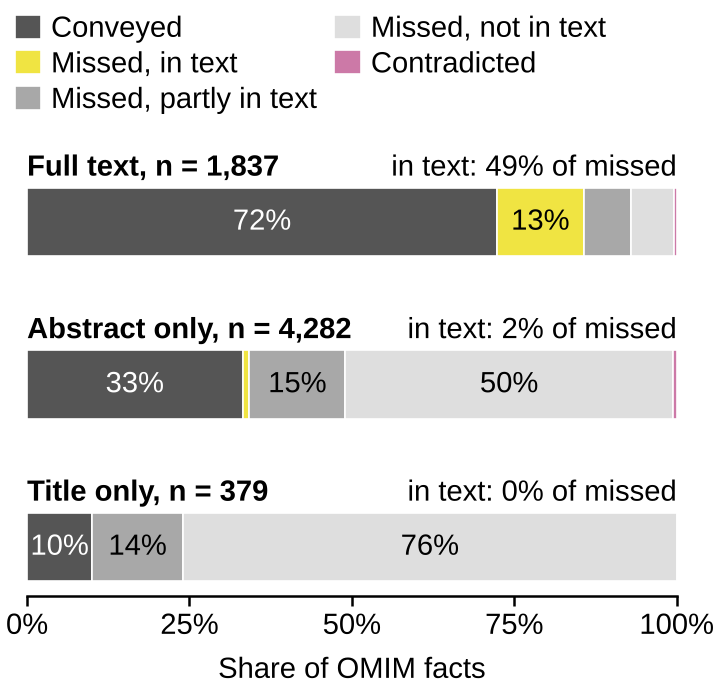 Conveyed
Missed, not in text
Missed, in text
Contradicted
Missed, partly in text
Full text, n = 1,837
in text: 49% of missed
72%
13%
Abstract only, n = 4,282
in text: 2% of missed
33%
15%
50%
Title only, n = 379
in text: 0% of missed
10%
14%
76%
0%
25%
50%
75%
100%
Share of OMIM facts